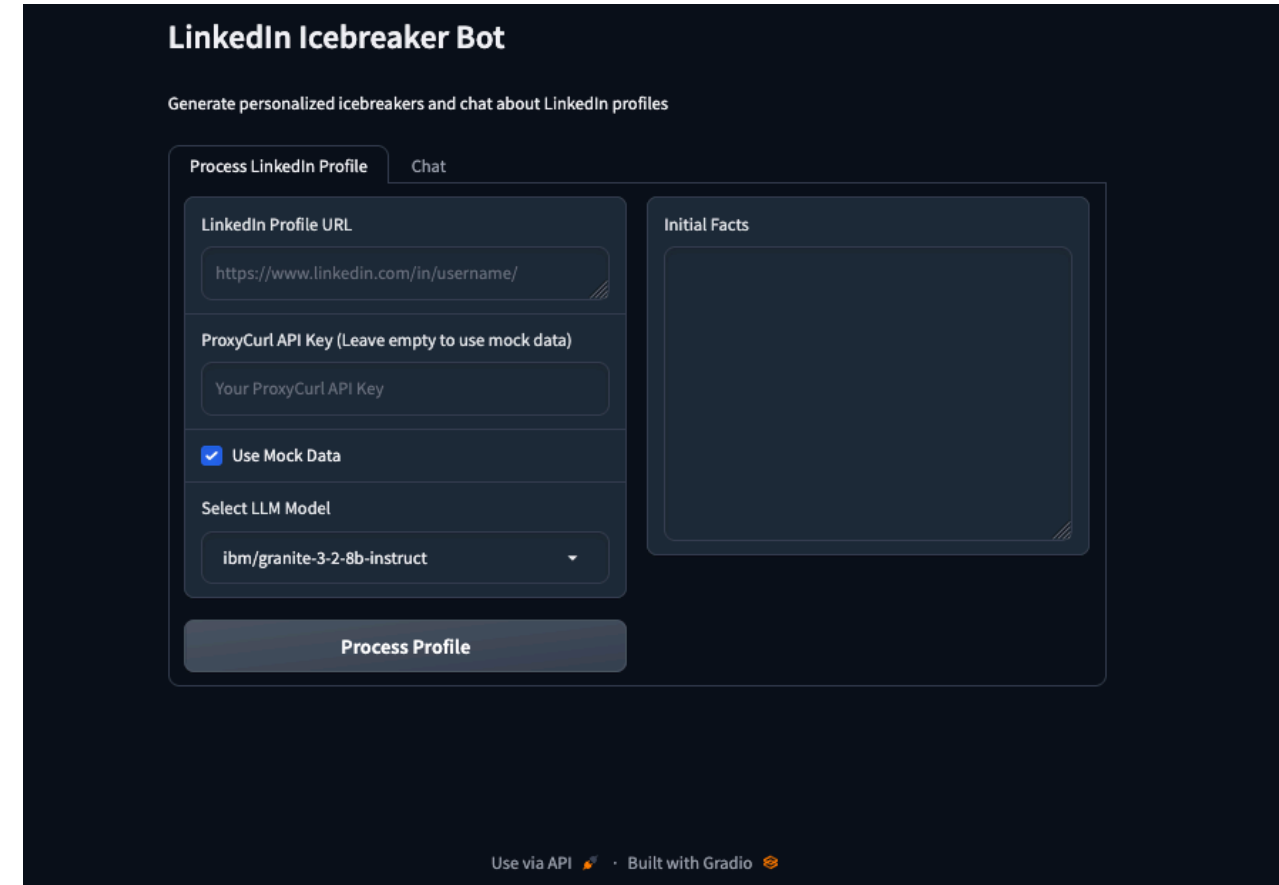 LinkedIn Icebreaker Bot
Generate personalized icebreakers and chat about LinkedIn profiles
Process LinkedIn Profile
Chat
LinkedIn Profile URL
https://www.linkedin.com/in/username/
ProxyCurl API Key (Leave empty to use mock data)
Your ProxyCurl API Key
Use Mock Data
Select LLM Model
ibm/granite-3-2-8b-instruct
Process Profile
Initial Facts
Use via API · Built with Gradio